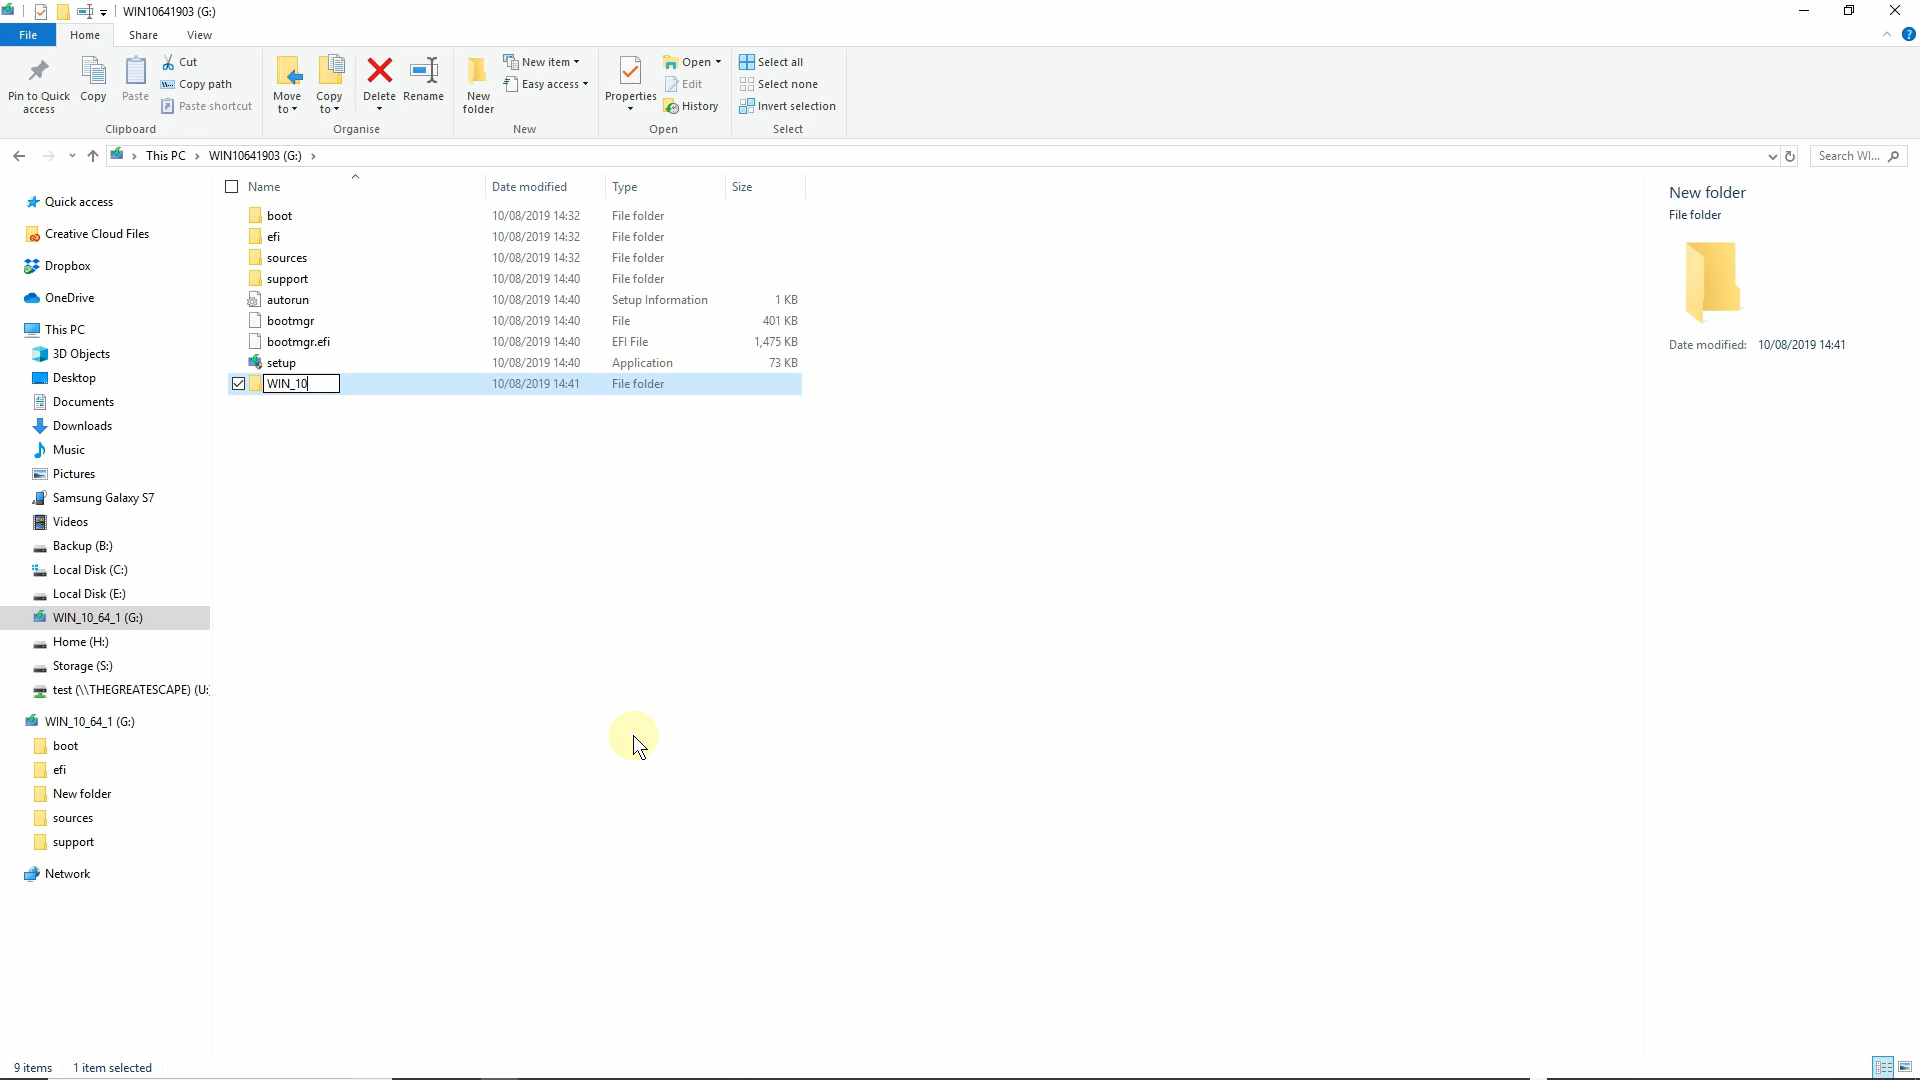 WIN10641903 (G:)
File Home Share View
Pin to Quick access
Copy
Paste
Cut
Copy path
Paste shortcut
Clipboard
Move to
Copy to
Delete
Rename
Organise
New folder
New item
Easy access
New
Properties
Open
Edit
History
Open
Select all
Select none
Invert selection
Select
This PC WIN10641903 (G:)
Search WI...
Name Date modified Type Size
boot 10/08/2019 14:32 File folder
efi 10/08/2019 14:32 File folder
sources 10/08/2019 14:32 File folder
support 10/08/2019 14:40 File folder
autorun 10/08/2019 14:40 Setup Information 1 KB
bootmgr 10/08/2019 14:40 File 401 KB
bootmgr.efi 10/08/2019 14:40 EFI File 1,475 KB
setup 10/08/2019 14:40 Application 73 KB
WIN_10 10/08/2019 14:41 File folder
Quick access
Creative Cloud Files
Dropbox
OneDrive
This PC
3D Objects
Desktop
Documents
Downloads
Music
Pictures
Samsung Galaxy S7
Videos
Backup (B:)
Local Disk (C:)
Local Disk (E:)
WIN_10_64_1 (G:)
Home (H:)
Storage (S:)
test (\\THEGREATESCAPE) (U:
WIN_10_64_1 (G:)
boot
efi
New folder
sources
support
Network
New folder
File folder
Date modified: 10/08/2019 14:41
9 items 1 item selected